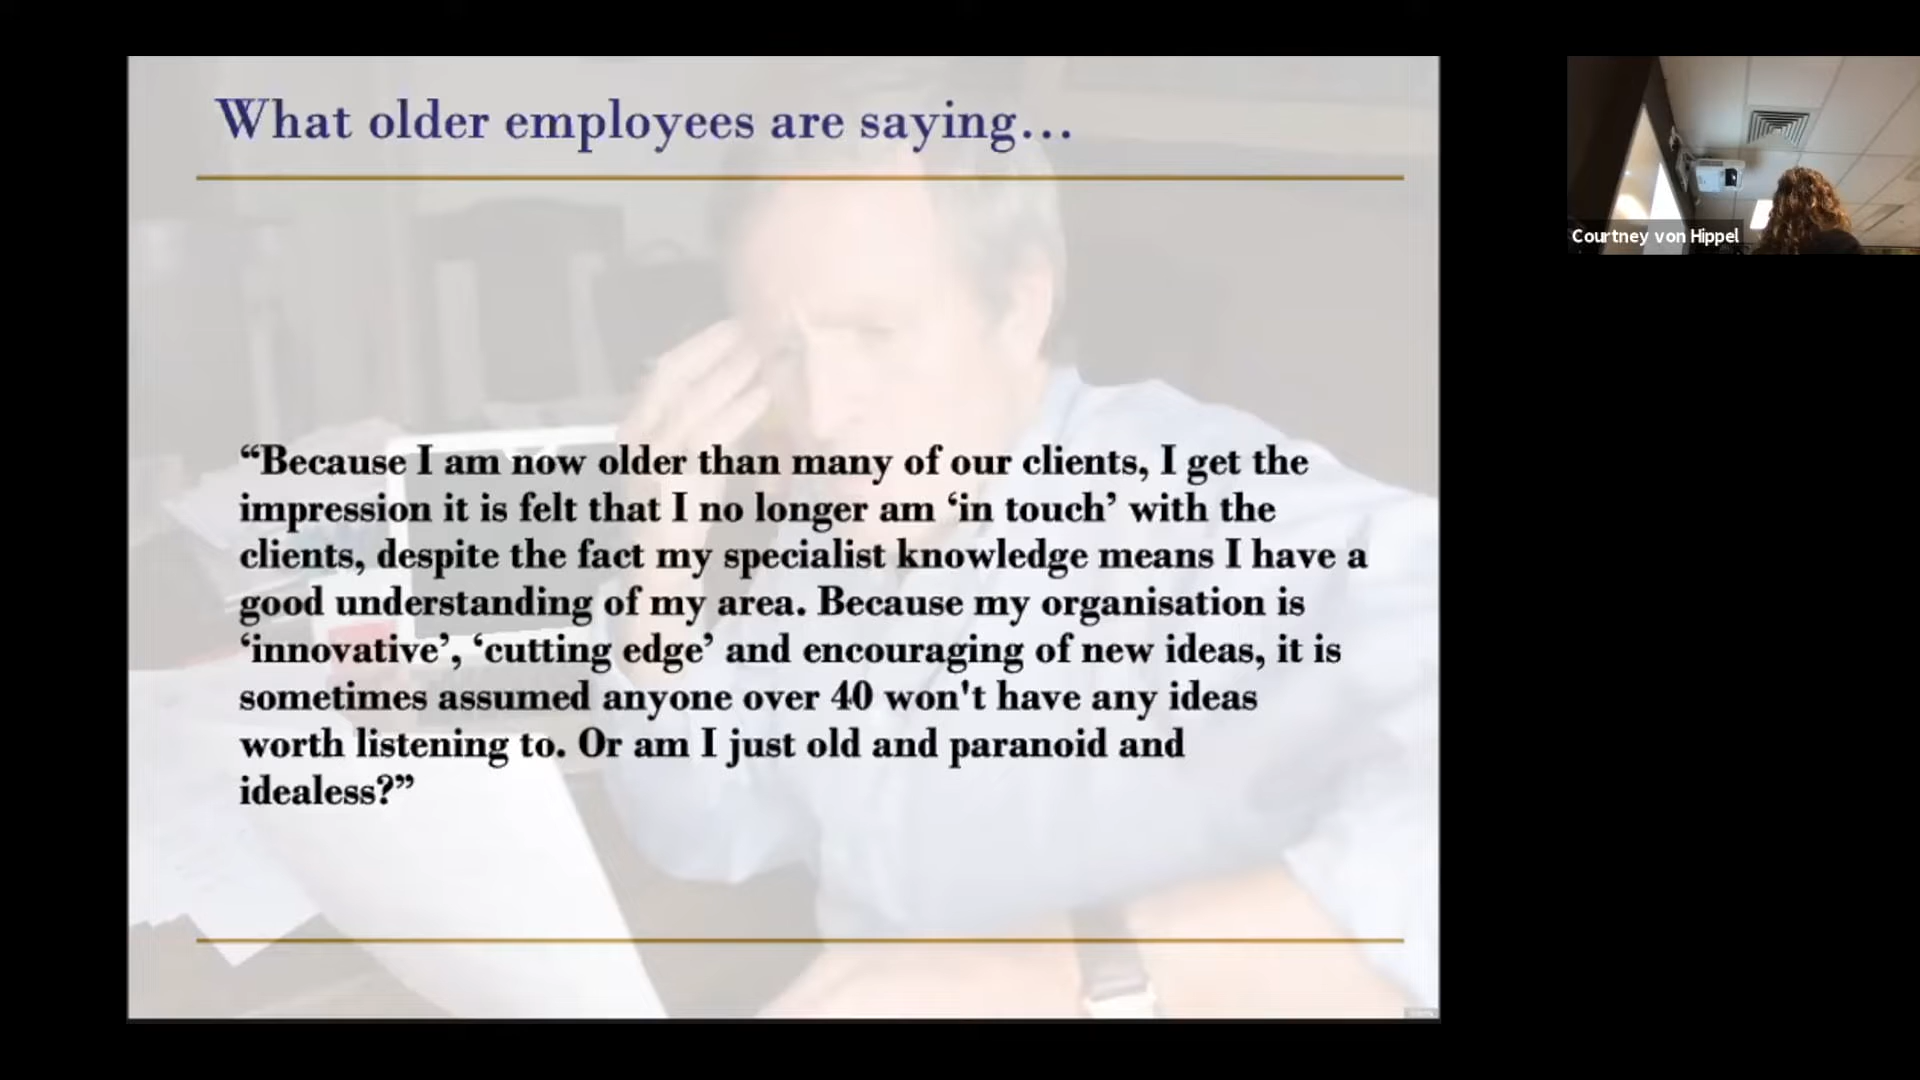 What older employees are saying…
“Because I am now older than many of our clients, I get the
impression it is felt that I no longer am ‘in touch’ with the
clients, despite the fact my specialist knowledge means I have a
good understanding of my area. Because my organisation is
‘innovative’, ‘cutting edge’ and encouraging of new ideas, it is
sometimes assumed anyone over 40 won't have any ideas
worth listening to. Or am I just old and paranoid and
idealess?”
Courtney von Hippel